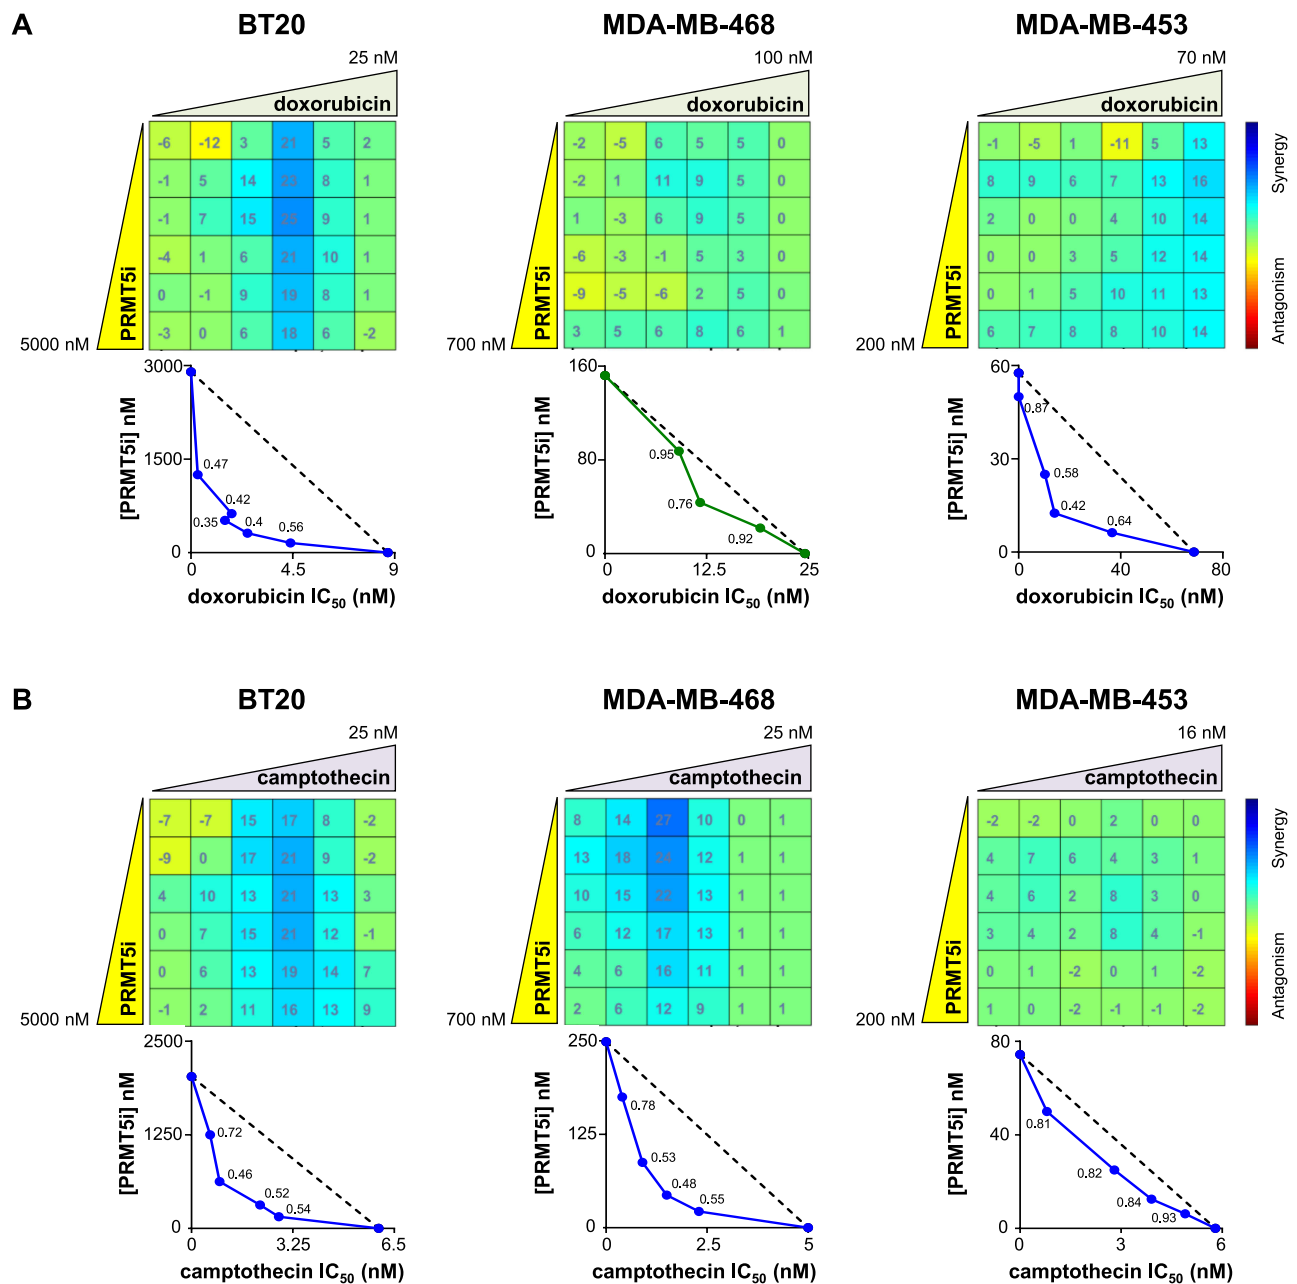 A
BT20
MDA-MB-468
MDA-MB-453
25 nM
100 nM
70 nM
doxorubicin
doxorubicin
doxorubicin
PRMT5i
5000 nM
-6 -12 3 21 5 2
-1 5 14 23 8 1
-1 7 15 25 9 1
-4 1 6 21 10 1
0 -1 9 19 8 1
-3 0 6 18 6 -2
PRMT5i
700 nM
-2 -5 6 5 5 0
-2 1 11 9 5 0
1 -3 6 9 5 0
-6 -3 -1 5 3 0
-9 -5 -6 2 5 0
3 5 6 8 6 1
PRMT5i
200 nM
-1 -5 1 -11 5 13
8 9 6 7 13 16
2 0 0 4 10 14
0 0 3 5 12 14
0 1 5 10 11 13
6 7 8 8 10 14
Synergy
Antagonism
[PRMT5i] nM
3000
1500
0
0.47
0.42
0.35
0.4
0.56
0 4.5 9
doxorubicin IC50 (nM)
[PRMT5i] nM
160
80
0
0.95
0.76
0.92
0 12.5 25
doxorubicin IC50 (nM)
[PRMT5i] nM
60
30
0
0.87
0.58
0.42
0.64
0 40 80
doxorubicin IC50 (nM)
B
BT20
MDA-MB-468
MDA-MB-453
25 nM
25 nM
16 nM
camptothecin
camptothecin
camptothecin
PRMT5i
5000 nM
-7 -7 15 17 8 -2
-9 0 17 21 9 -2
4 10 13 21 13 3
0 7 15 21 12 -1
0 6 13 19 14 7
-1 2 11 16 13 9
PRMT5i
700 nM
8 14 27 10 0 1
13 18 24 12 1 1
10 15 22 13 1 1
6 12 17 13 1 1
4 6 16 11 1 1
2 6 12 9 1 1
PRMT5i
200 nM
-2 -2 0 2 0 0
4 7 6 4 3 1
4 6 2 8 3 0
3 4 2 8 4 -1
0 1 -2 0 1 -2
1 0 -2 -1 -1 -2
Synergy
Antagonism
[PRMT5i] nM
2500
1250
0
0.72
0.46
0.52
0.54
0 3.25 6.5
camptothecin IC50 (nM)
[PRMT5i] nM
250
125
0
0.78
0.53
0.48
0.55
0 2.5 5
camptothecin IC50 (nM)
[PRMT5i] nM
80
40
0
0.81
0.82
0.84
0.93
0 3 6
camptothecin IC50 (nM)